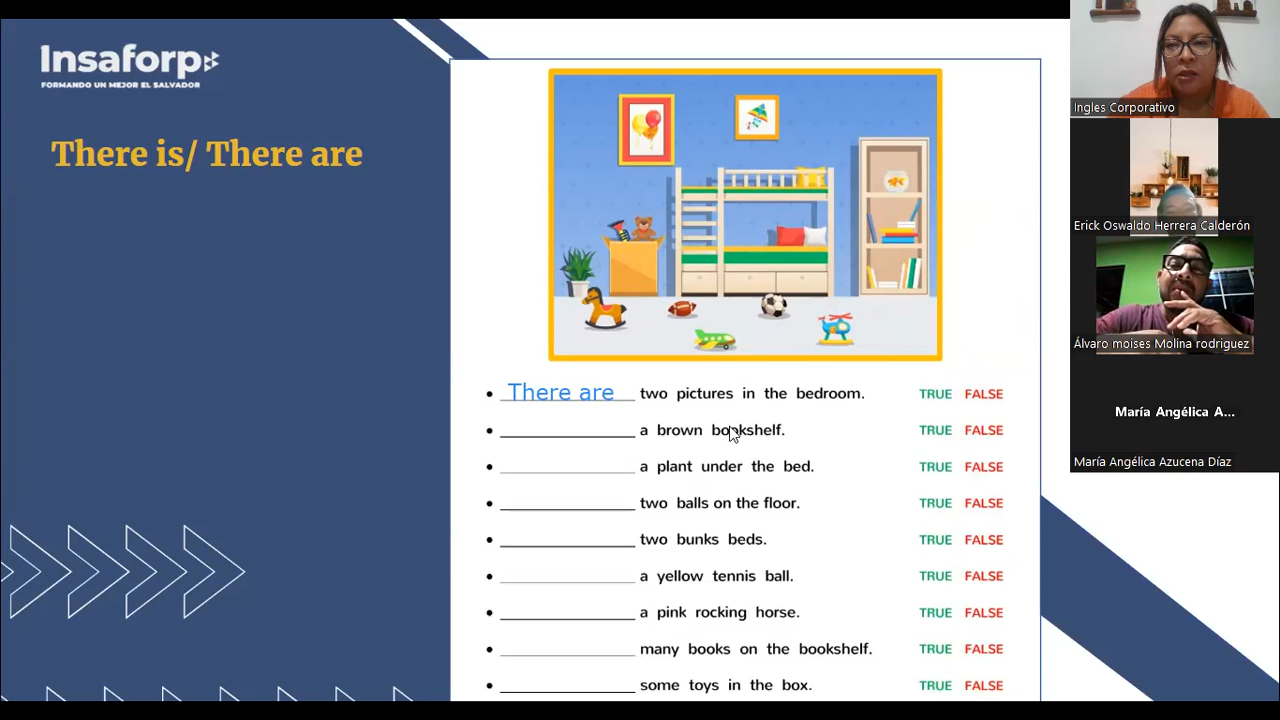 Insaforp
FORMANDO UN MEJOR EL SALVADOR
There is/ There are
There are two pictures in the bedroom. TRUE FALSE
a brown bookshelf. TRUE FALSE
a plant under the bed. TRUE FALSE
two balls on the floor. TRUE FALSE
two bunks beds. TRUE FALSE
a yellow tennis ball. TRUE FALSE
a pink rocking horse. TRUE FALSE
many books on the bookshelf. TRUE FALSE
some toys in the box. TRUE FALSE
Ingles Corporativo
Erick Oswaldo Herrera Calderón
Álvaro moises Molina rodriguez
María Angélica A...
María Angélica Azucena Díaz